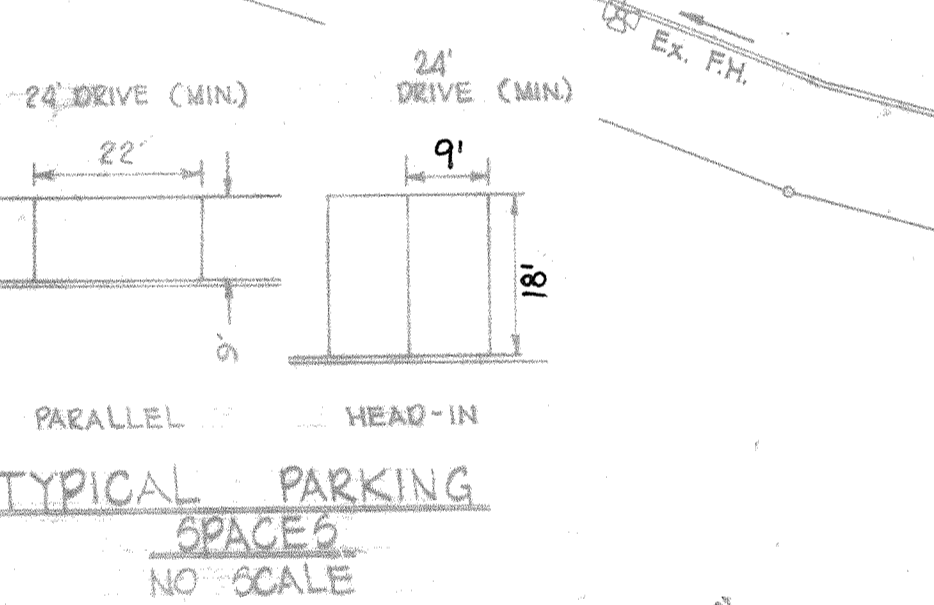 24' DRIVE (MIN.)
22'
9'
PARALLEL
24'
DRIVE (MIN.)
9'
18'
HEAD-IN
TYPICAL PARKING
SPACES
NO SCALE
Ex. F.H.